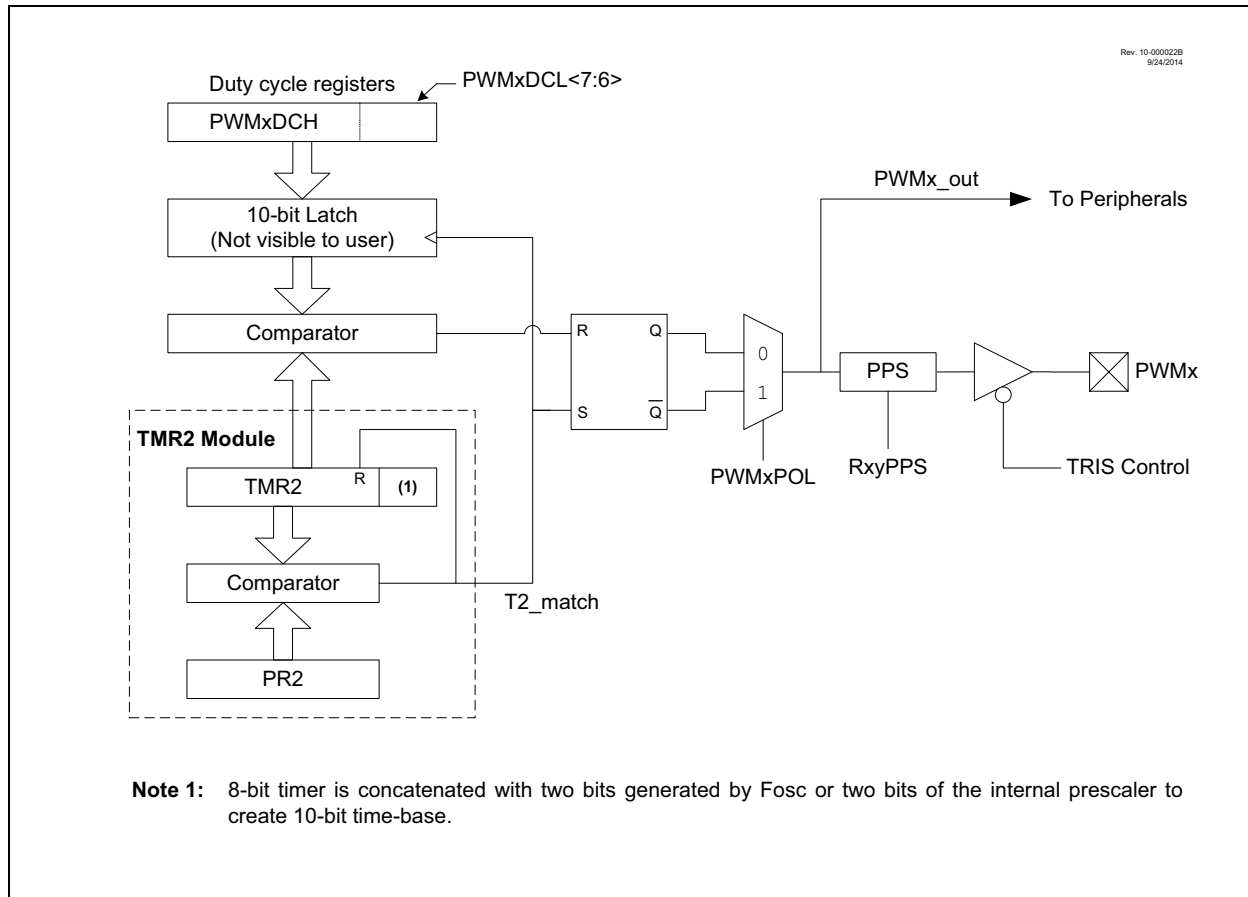 Rev. 10-000022B
9/24/2014
Duty cycle registers
PWMxDCL<7:6>
PWMxDCH
10-bit Latch
(Not visible to user)
Comparator
PWMx_out
To Peripherals
R
Q
S
Q̅
0
1
PWMxPOL
PPS
RxyPPS
PWMx
TRIS Control
TMR2 Module
TMR2
R
(1)
Comparator
T2_match
PR2
Note 1: 8-bit timer is concatenated with two bits generated by Fosc or two bits of the internal prescaler to
create 10-bit time-base.